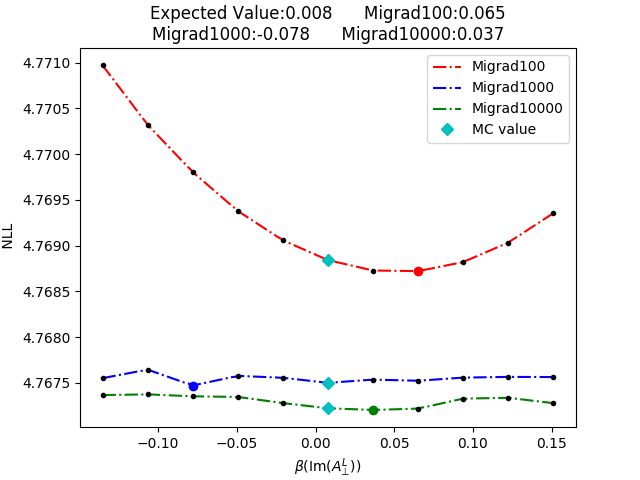 Expected Value:0.008 Migrad100:0.065
Migrad1000:-0.078 Migrad10000:0.037
4.7710
4.7705
4.7700
4.7695
4.7690
4.7685
4.7680
4.7675
NLL
Migrad100
Migrad1000
Migrad10000
MC value
−0.10 −0.05 0.00 0.05 0.10 0.15
β(Im(A_⊥^L))